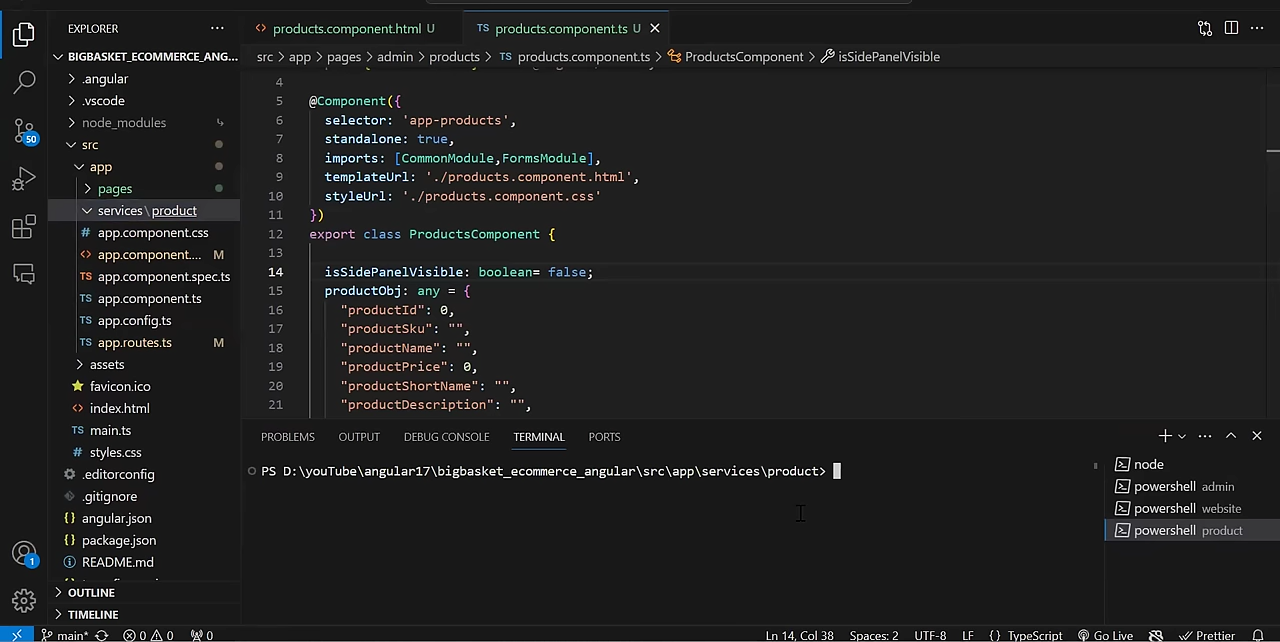 EXPLORER
BIGBASKET_ECOMMERCE_ANG...
.angular
.vscode
node_modules
src
app
pages
services\product
app.component.css
app.component.... M
app.component.spec.ts
app.component.ts
app.config.ts
app.routes.ts M
assets
favicon.ico
index.html
main.ts
styles.css
.editorconfig
.gitignore
angular.json
package.json
README.md
OUTLINE
TIMELINE
50
1
products.component.html U
TS products.component.ts U
src > app > pages > admin > products > TS products.component.ts > ProductsComponent > isSidePanelVisible
4
5 @Component({
6 selector: 'app-products',
7 standalone: true,
8 imports: [CommonModule,FormsModule],
9 templateUrl: './products.component.html',
10 styleUrl: './products.component.css'
11 })
12 export class ProductsComponent {
13
14 isSidePanelVisible: boolean= false;
15 productObj: any = {
16 "productId": 0,
17 "productSku": "",
18 "productName": "",
19 "productPrice": 0,
20 "productShortName": "",
21 "productDescription": "",
PROBLEMS OUTPUT DEBUG CONSOLE TERMINAL PORTS
PS D:\youTube\angular17\bigbasket_ecommerce_angular\src\app\services\product>
node
powershell admin
powershell website
powershell product
main* 0 0 0 Ln 14, Col 38 Spaces: 2 UTF-8 LF {} TypeScript Go Live Prettier